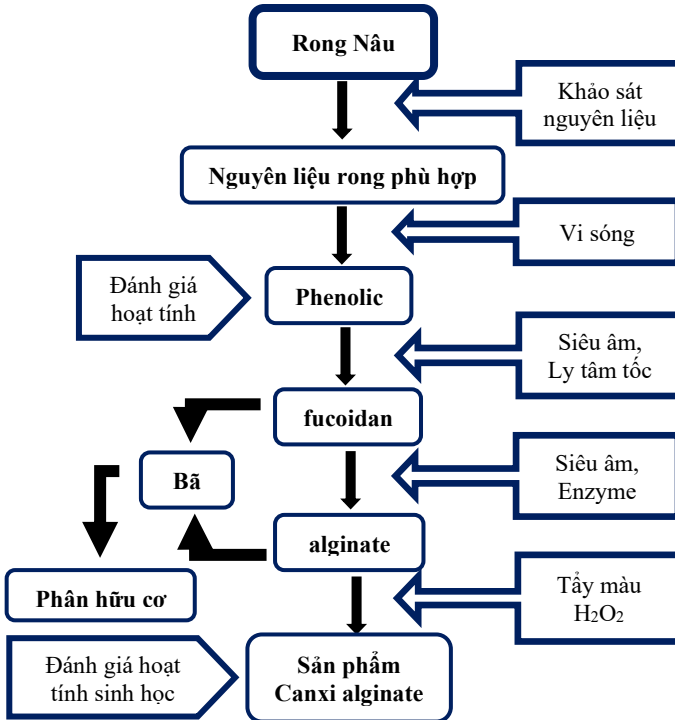 Rong Nâu
Khảo sát
nguyên liệu
Nguyên liệu rong phù hợp
Vi sóng
Đánh giá
hoạt tính
Phenolic
Siêu âm,
Ly tâm tốc
fucoidan
Bã
Siêu âm,
Enzyme
alginate
Phân hữu cơ
Tẩy màu
H₂O₂
Đánh giá hoạt
tính sinh học
Sản phẩm
Canxi alginate